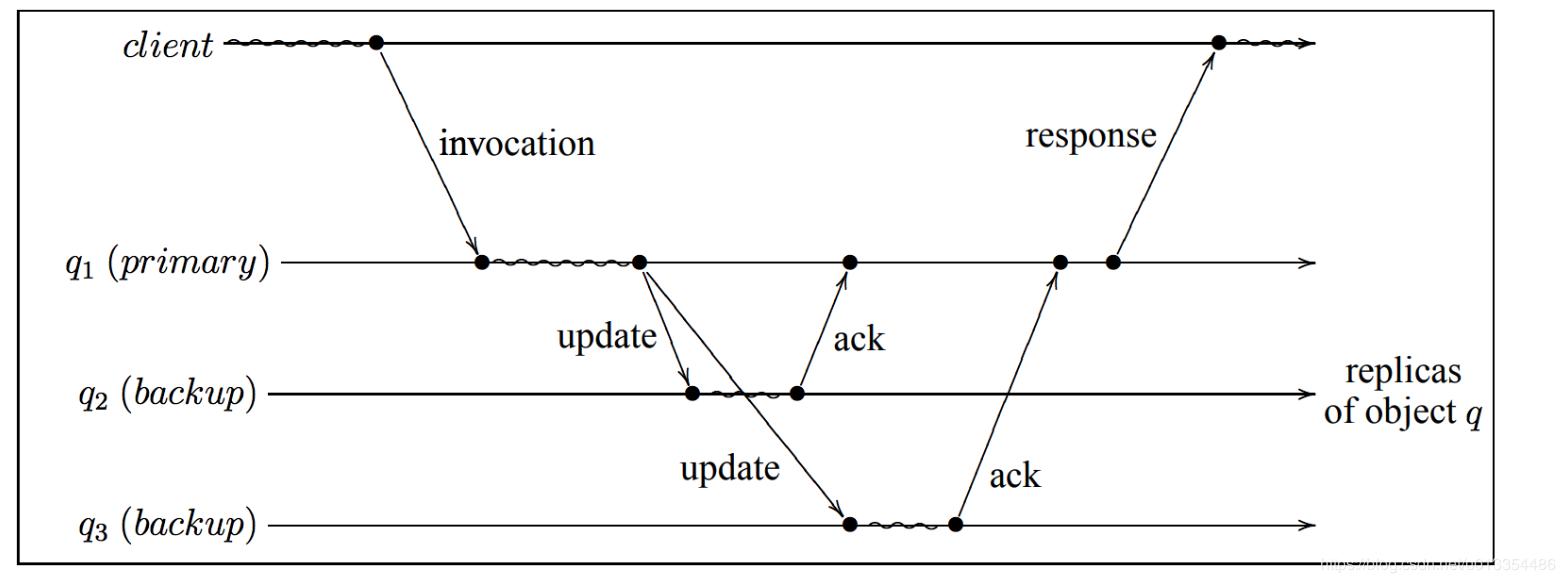 client
invocation
response
q₁ (primary)
update
ack
q₂ (backup)
replicas
of object q
update
ack
q₃ (backup)